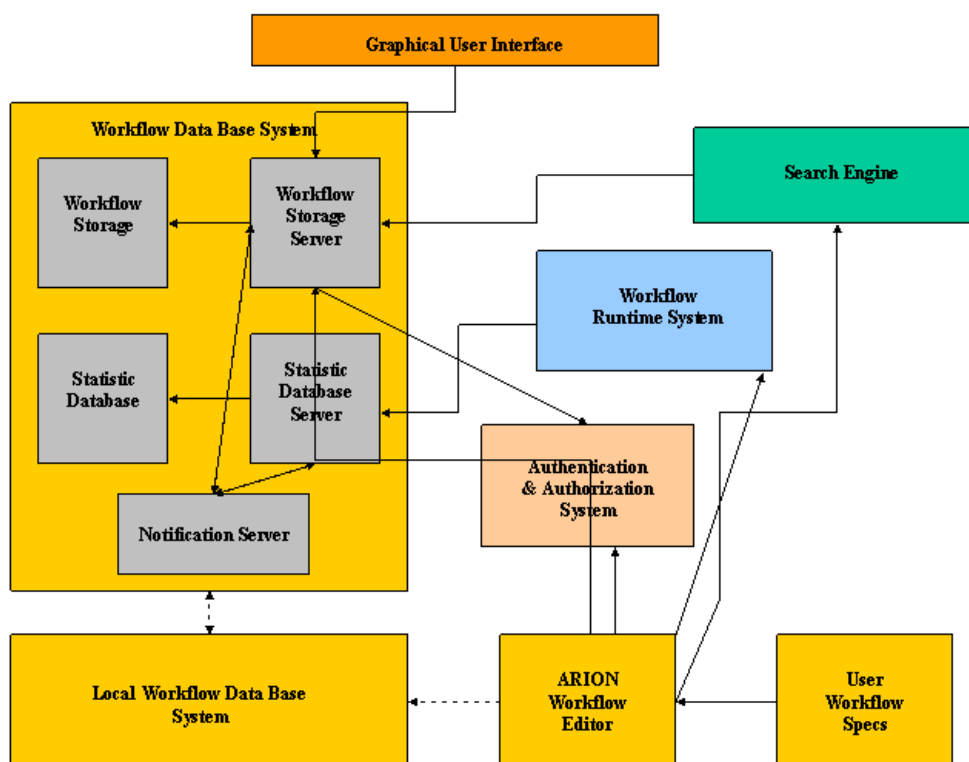 Graphical User Interface
Workflow Data Base System
Workflow
Storage
Workflow
Storage
Server
Search Engine
Workflow
Runtime System
Statistic
Database
Statistic
Database
Server
Authentication
& Authorization
System
Notification Server
Local Workflow Data Base
System
ARION
Workflow
Editor
User
Workflow
Specs